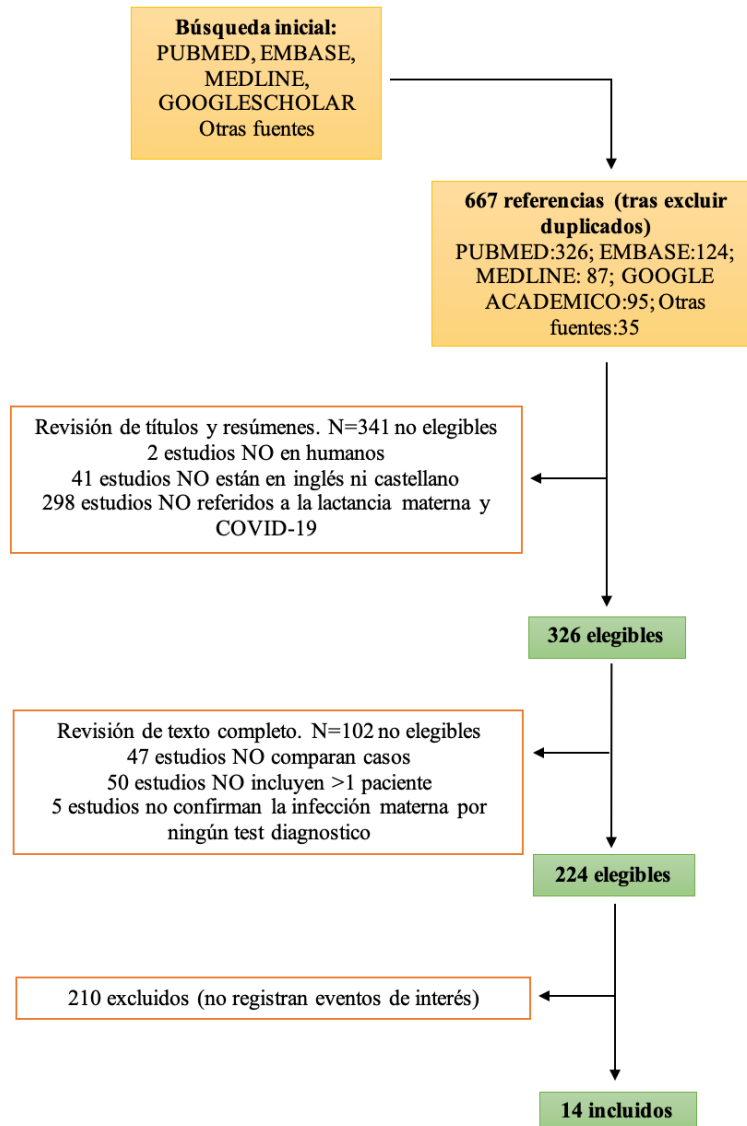 Búsqueda inicial:
PUBMED, EMBASE,
MEDLINE,
GOOGLESCHOLAR
Otras fuentes
667 referencias (tras excluir
duplicados)
PUBMED:326; EMBASE:124;
MEDLINE: 87; GOOGLE
ACADEMICO:95; Otras
fuentes:35
Revisión de títulos y resúmenes. N=341 no elegibles
2 estudios NO en humanos
41 estudios NO están en inglés ni castellano
298 estudios NO referidos a la lactancia materna y
COVID-19
326 elegibles
Revisión de texto completo. N=102 no elegibles
47 estudios NO comparan casos
50 estudios NO incluyen >1 paciente
5 estudios no confirman la infección materna por
ningún test diagnostico
224 elegibles
210 excluidos (no registran eventos de interés)
14 incluidos